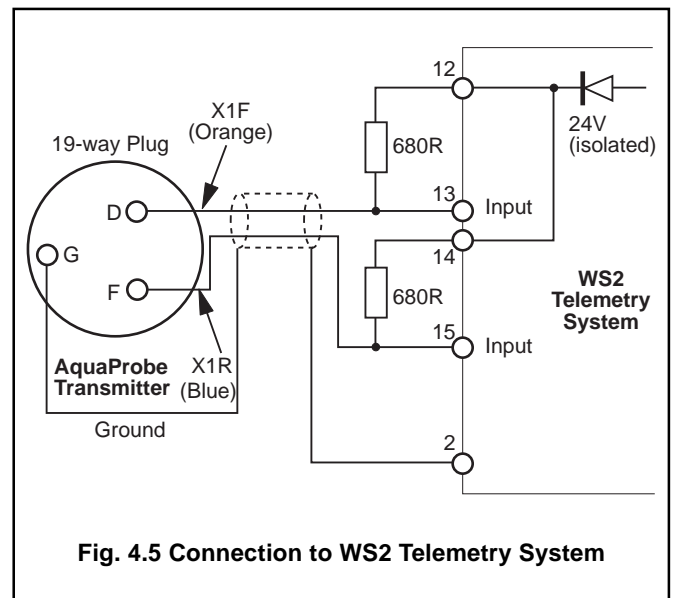 12
X1F
(Orange)
24V
(isolated)
19-way Plug
680R
D
13
Input
G
14
WS2
Telemetry
System
F
680R
15
Input
AquaProbe
Transmitter
X1R
(Blue)
Ground
2
Fig. 4.5 Connection to WS2 Telemetry System